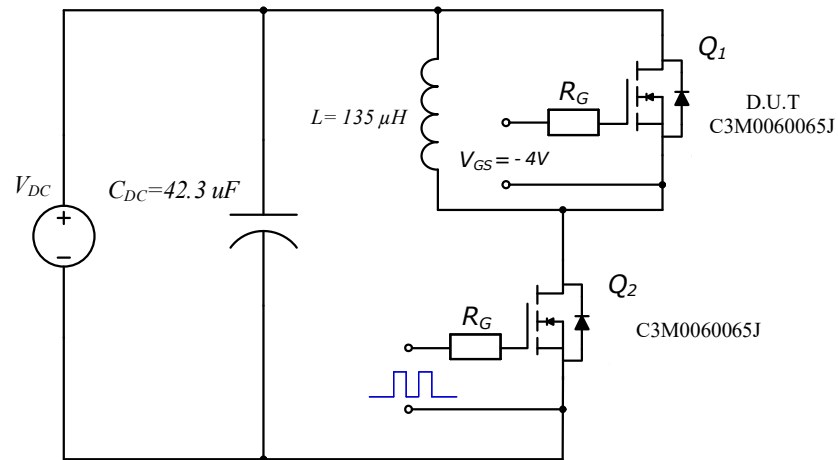 Q1
D.U.T
C3M0060065J
RG
L= 135 µH
VGS = - 4V
VDC
CDC=42.3 uF
Q2
RG
C3M0060065J